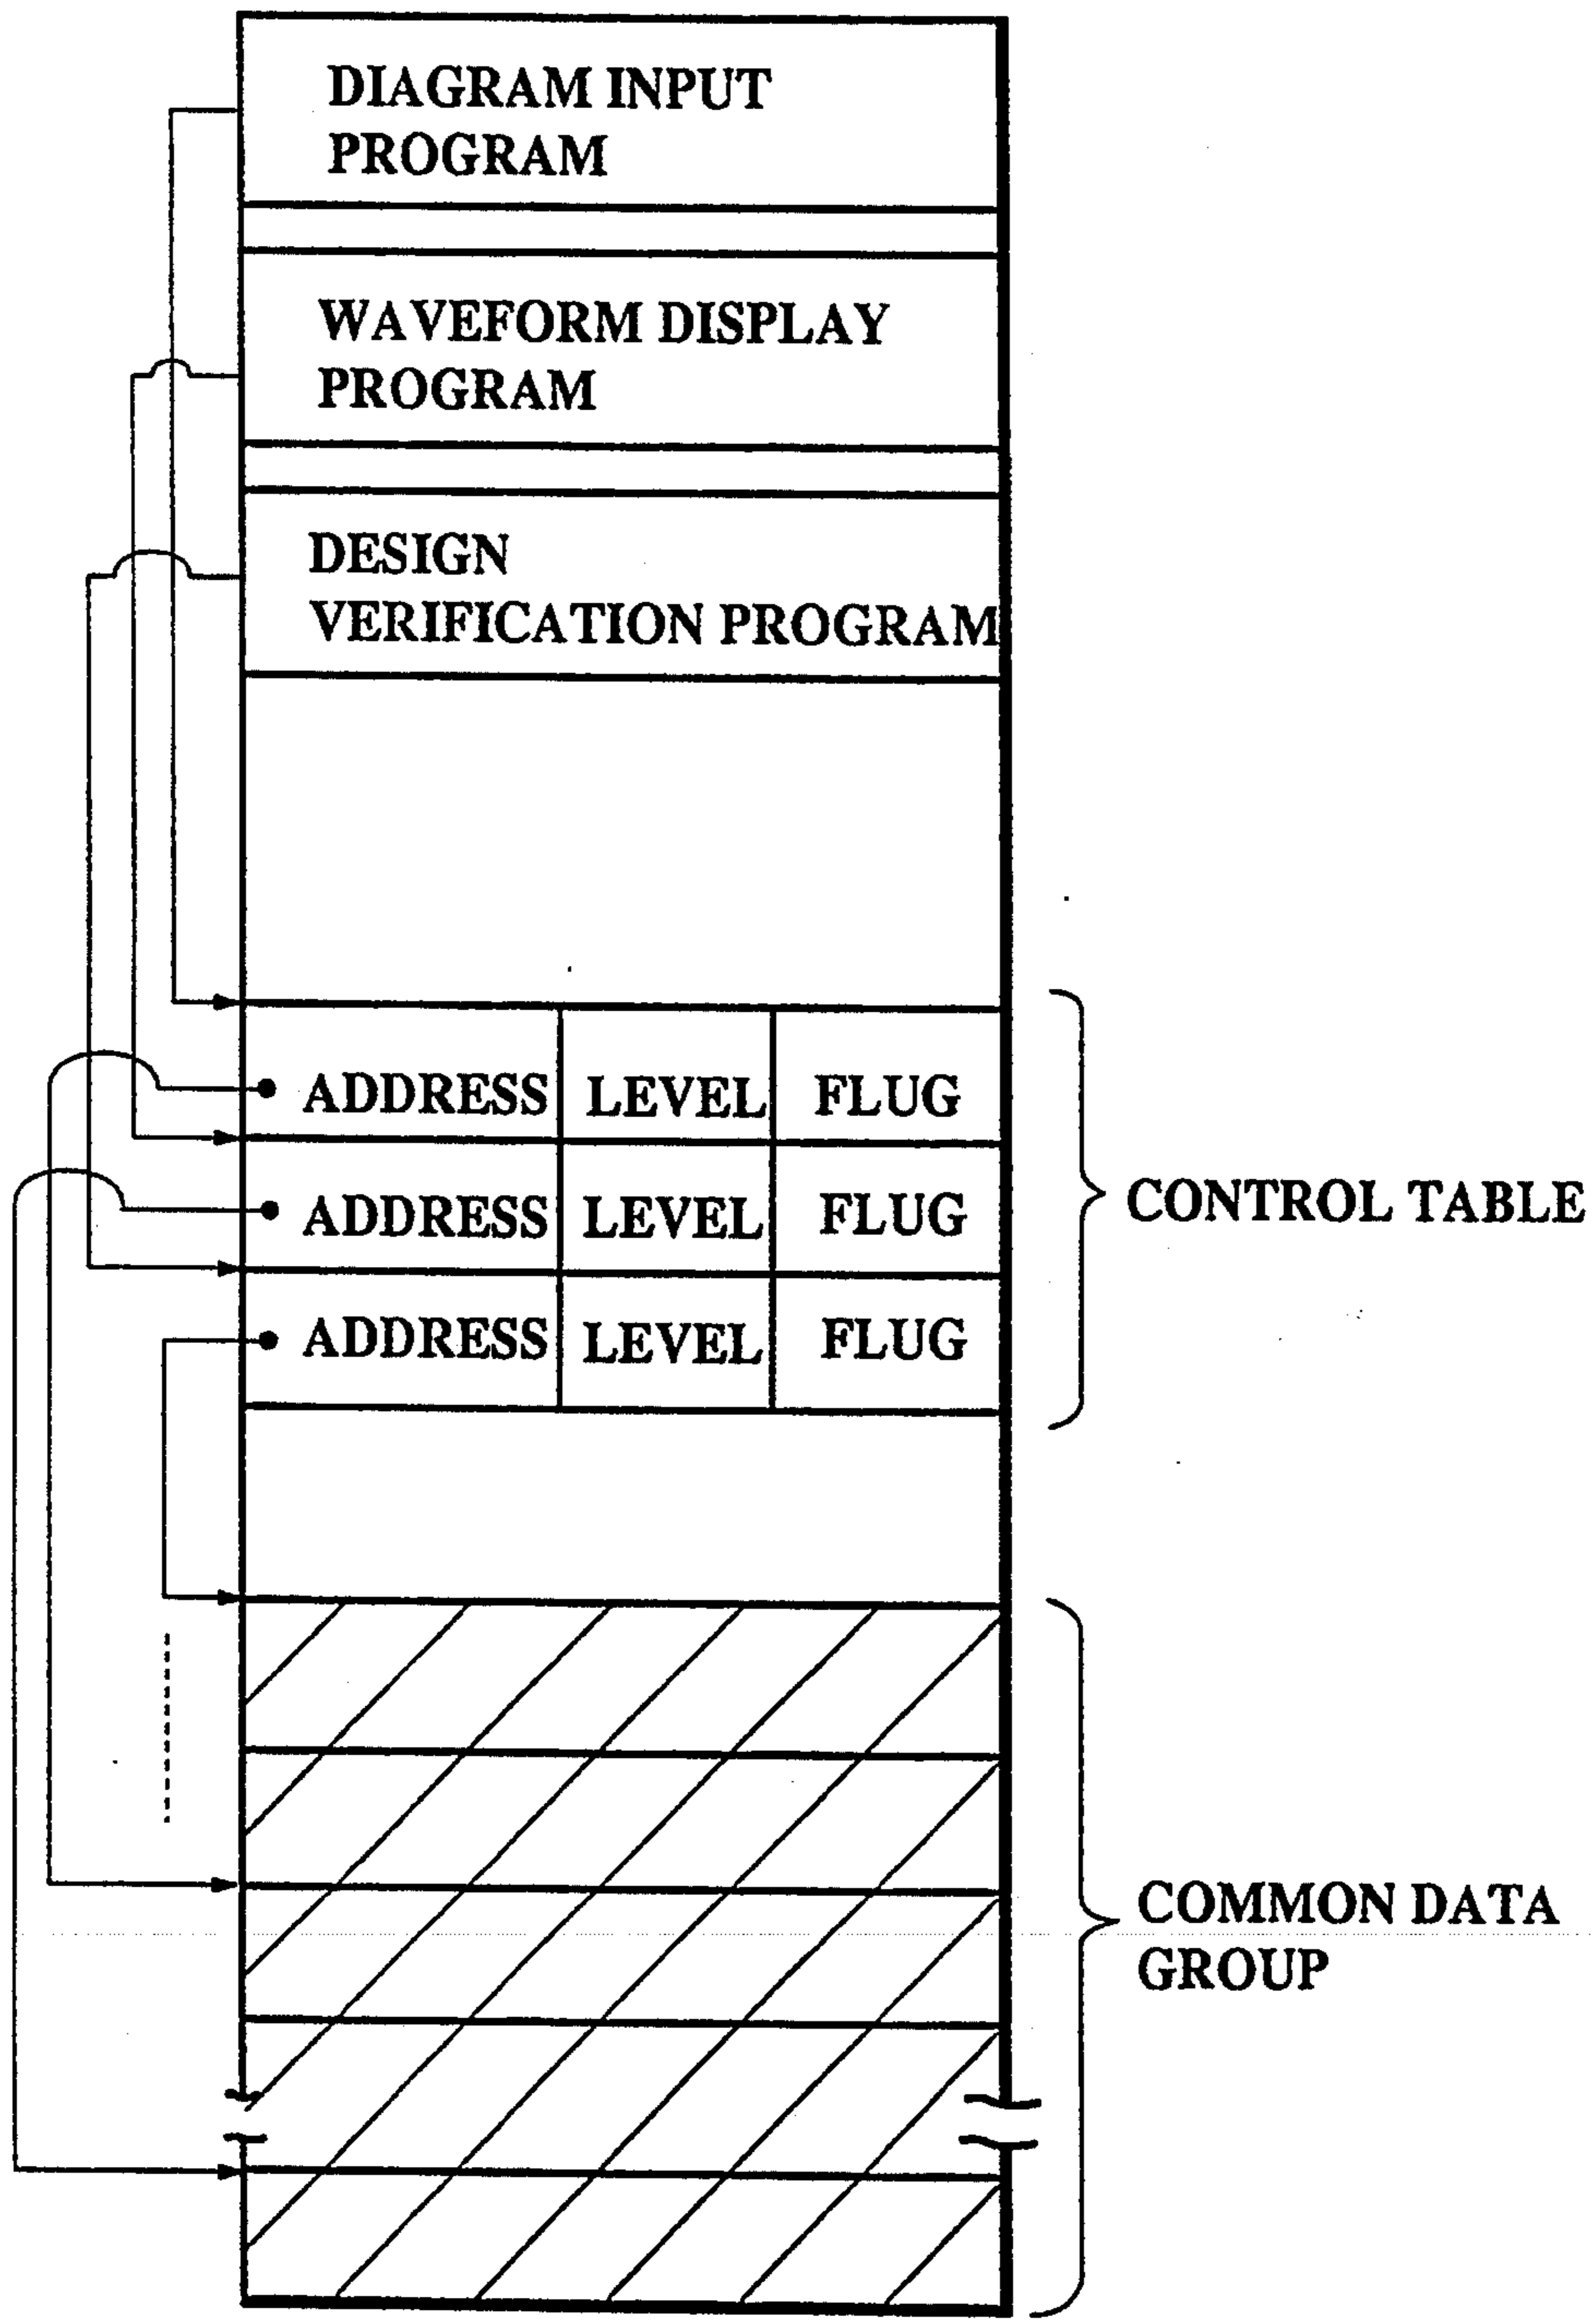 DIAGRAM INPUT
PROGRAM
WAVEFORM DISPLAY
PROGRAM
DESIGN
VERIFICATION PROGRAM
ADDRESS LEVEL FLUG
ADDRESS LEVEL FLUG
ADDRESS LEVEL FLUG
CONTROL TABLE
COMMON DATA
GROUP